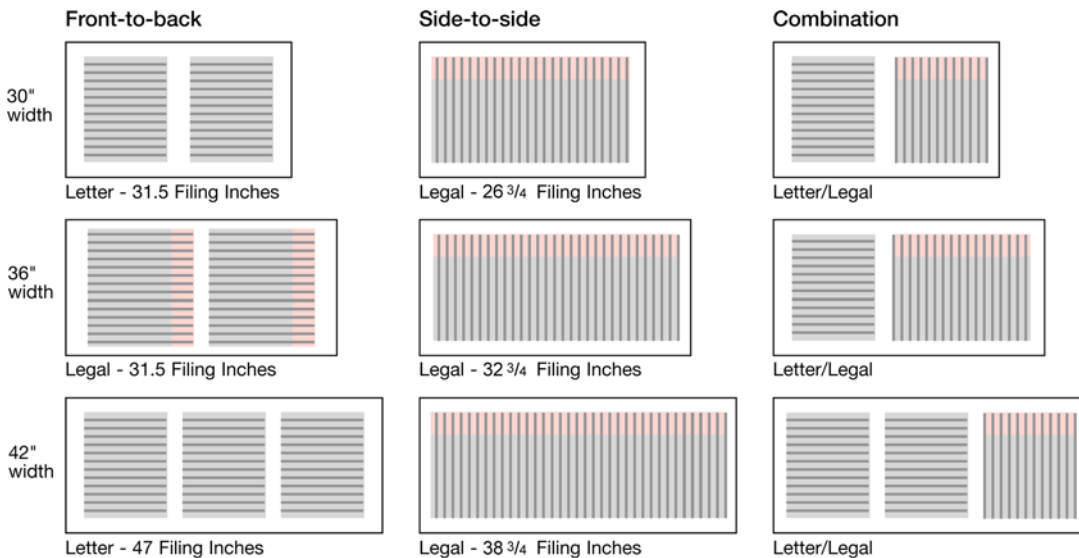 Front-to-back Side-to-side Combination
30"
width
Letter - 31.5 Filing Inches Legal - 26 3/4 Filing Inches Letter/Legal
36"
width
Legal - 31.5 Filing Inches Legal - 32 3/4 Filing Inches Letter/Legal
42"
width
Letter - 47 Filing Inches Legal - 38 3/4 Filing Inches Letter/Legal